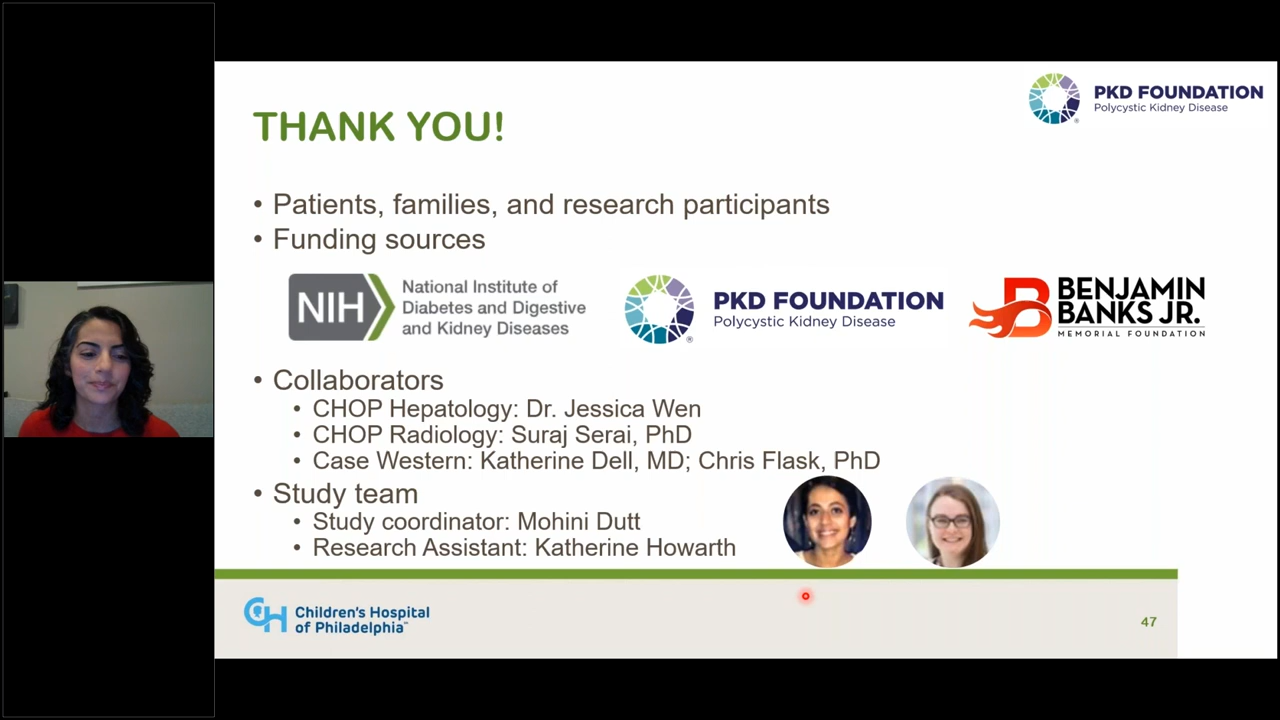 PKD FOUNDATION
Polycystic Kidney Disease
THANK YOU!
• Patients, families, and research participants
• Funding sources
NIH
National Institute of
Diabetes and Digestive
and Kidney Diseases
PKD FOUNDATION
Polycystic Kidney Disease
B
BENJAMIN
BANKS JR.
MEMORIAL FOUNDATION
• Collaborators
• CHOP Hepatology: Dr. Jessica Wen
• CHOP Radiology: Suraj Serai, PhD
• Case Western: Katherine Dell, MD; Chris Flask, PhD
• Study team
• Study coordinator: Mohini Dutt
• Research Assistant: Katherine Howarth
CH
Children's Hospital
of Philadelphia
47